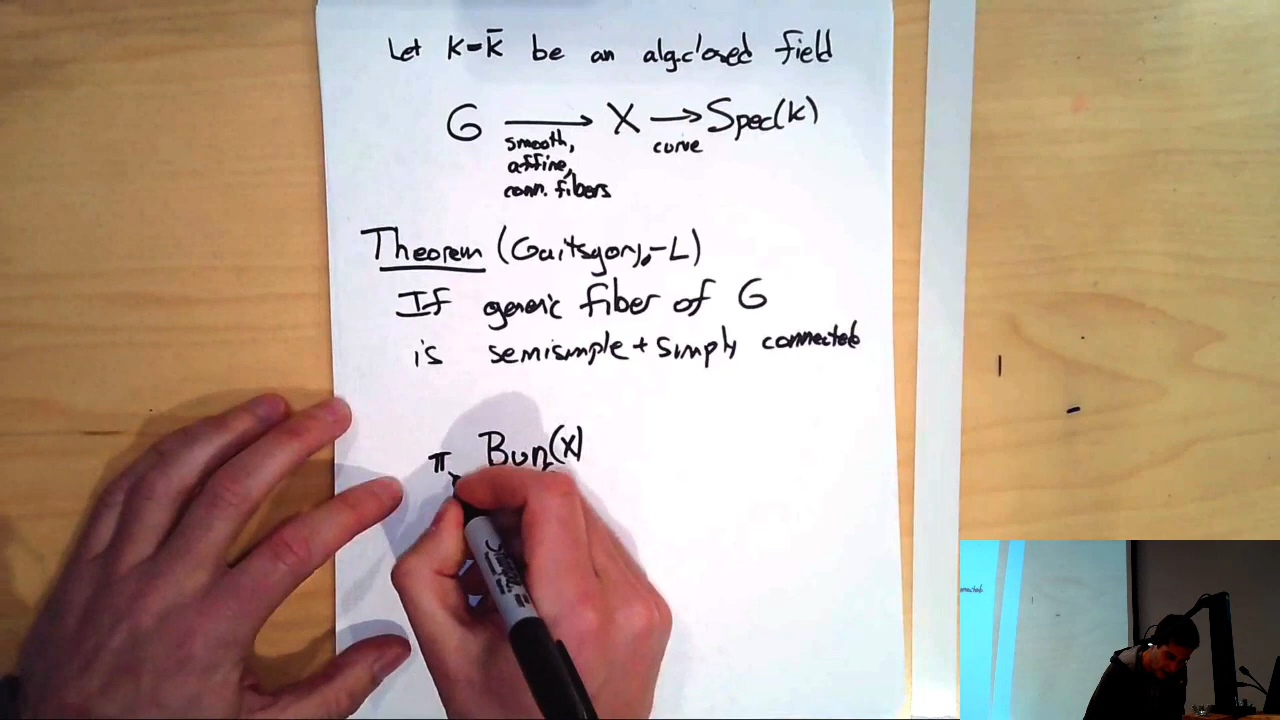 Let K=K̄ be an alg.closed field
G → X → Spec(k)
smooth, curve
affine,
conn. fibers
Theorem (Gaitsgory,-L)
If generic fiber of G
is semisimple + simply connected
π Bun(X)